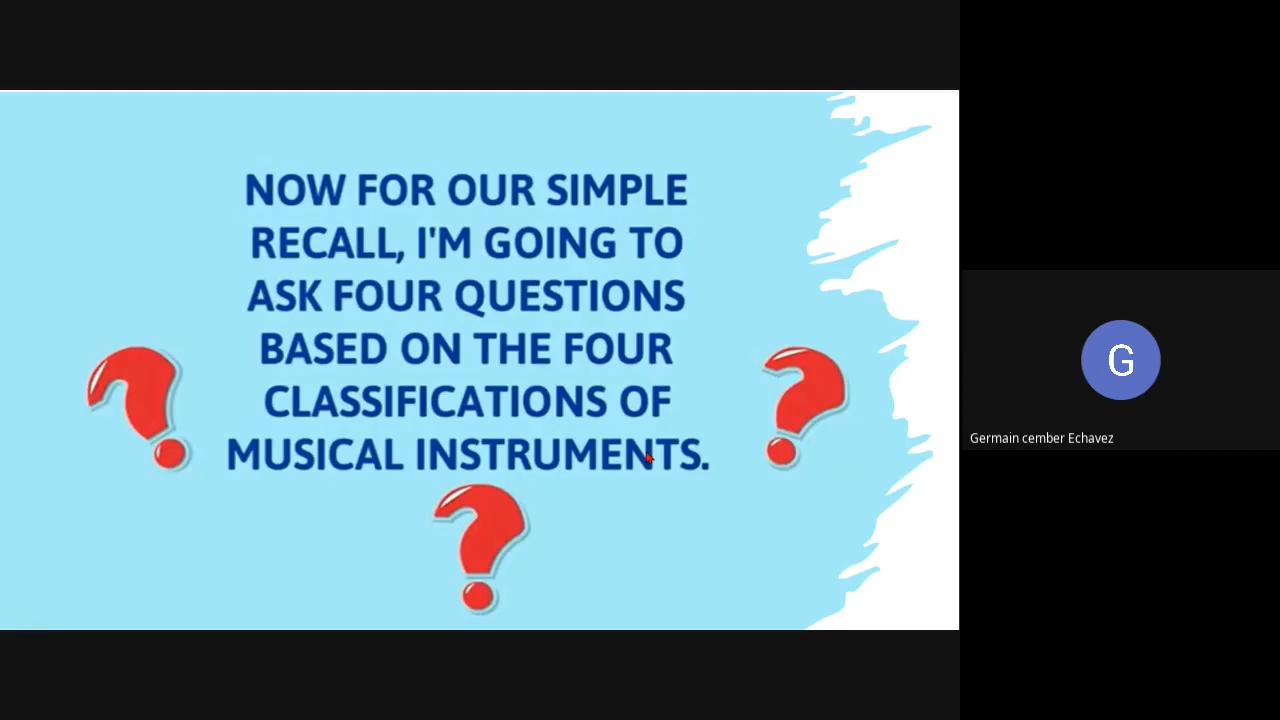 NOW FOR OUR SIMPLE
RECALL, I'M GOING TO
ASK FOUR QUESTIONS
BASED ON THE FOUR
CLASSIFICATIONS OF
MUSICAL INSTRUMENTS.
?
?
?
G
Germain cember Echavez